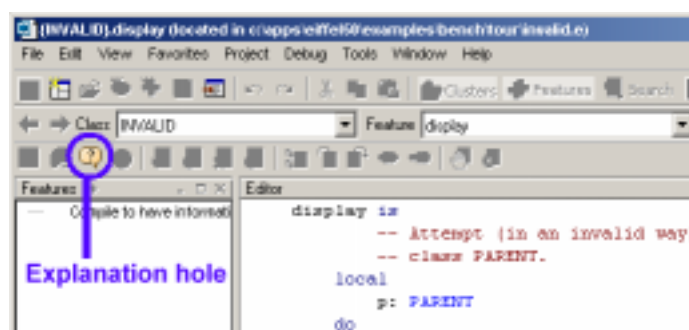 [INVALID].display (located in c:\apps\eiffel60\examples\bench\tour\invalid.e)
File Edit View Favorites Project Debug Tools Window Help
Clusters Features Search
Class INVALID Feature display
Features Editor
Compile to have informati
display is
-- Attempt (in an invalid way
-- class PARENT.
Explanation hole
local
p: PARENT
do